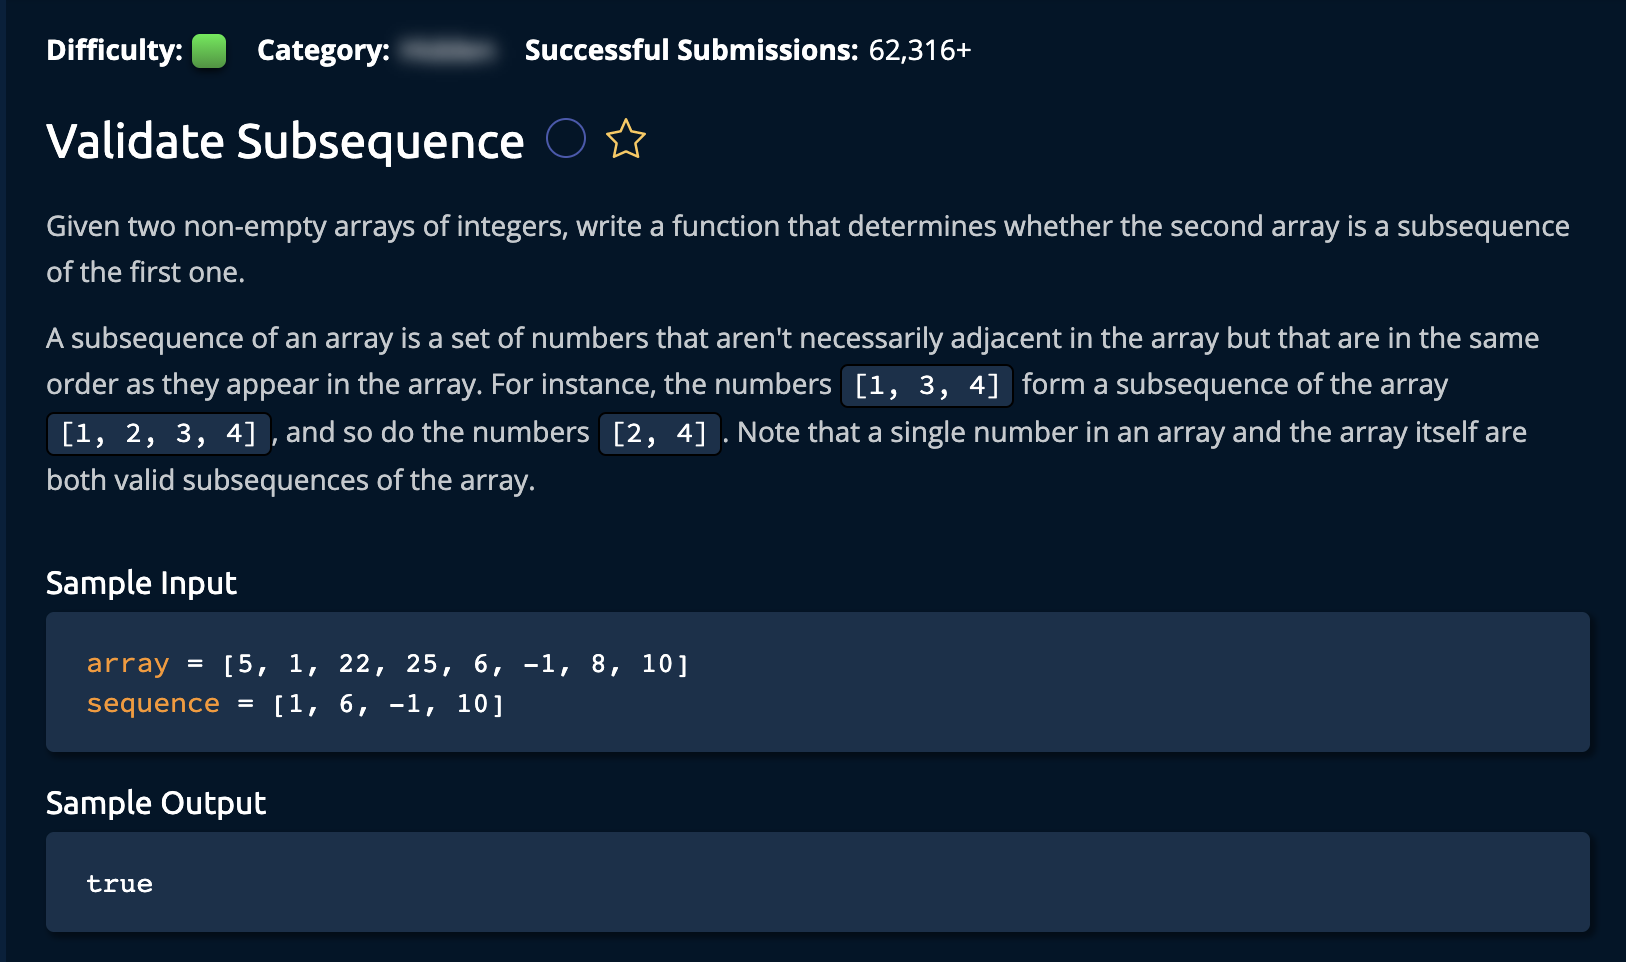 Difficulty: Category: Successful Submissions: 62,316+
Validate Subsequence
Given two non-empty arrays of integers, write a function that determines whether the second array is a subsequence
of the first one.
A subsequence of an array is a set of numbers that aren't necessarily adjacent in the array but that are in the same
order as they appear in the array. For instance, the numbers [1, 3, 4] form a subsequence of the array
[1, 2, 3, 4] , and so do the numbers [2, 4] . Note that a single number in an array and the array itself are
both valid subsequences of the array.
Sample Input
array = [5, 1, 22, 25, 6, -1, 8, 10]
sequence = [1, 6, -1, 10]
Sample Output
true